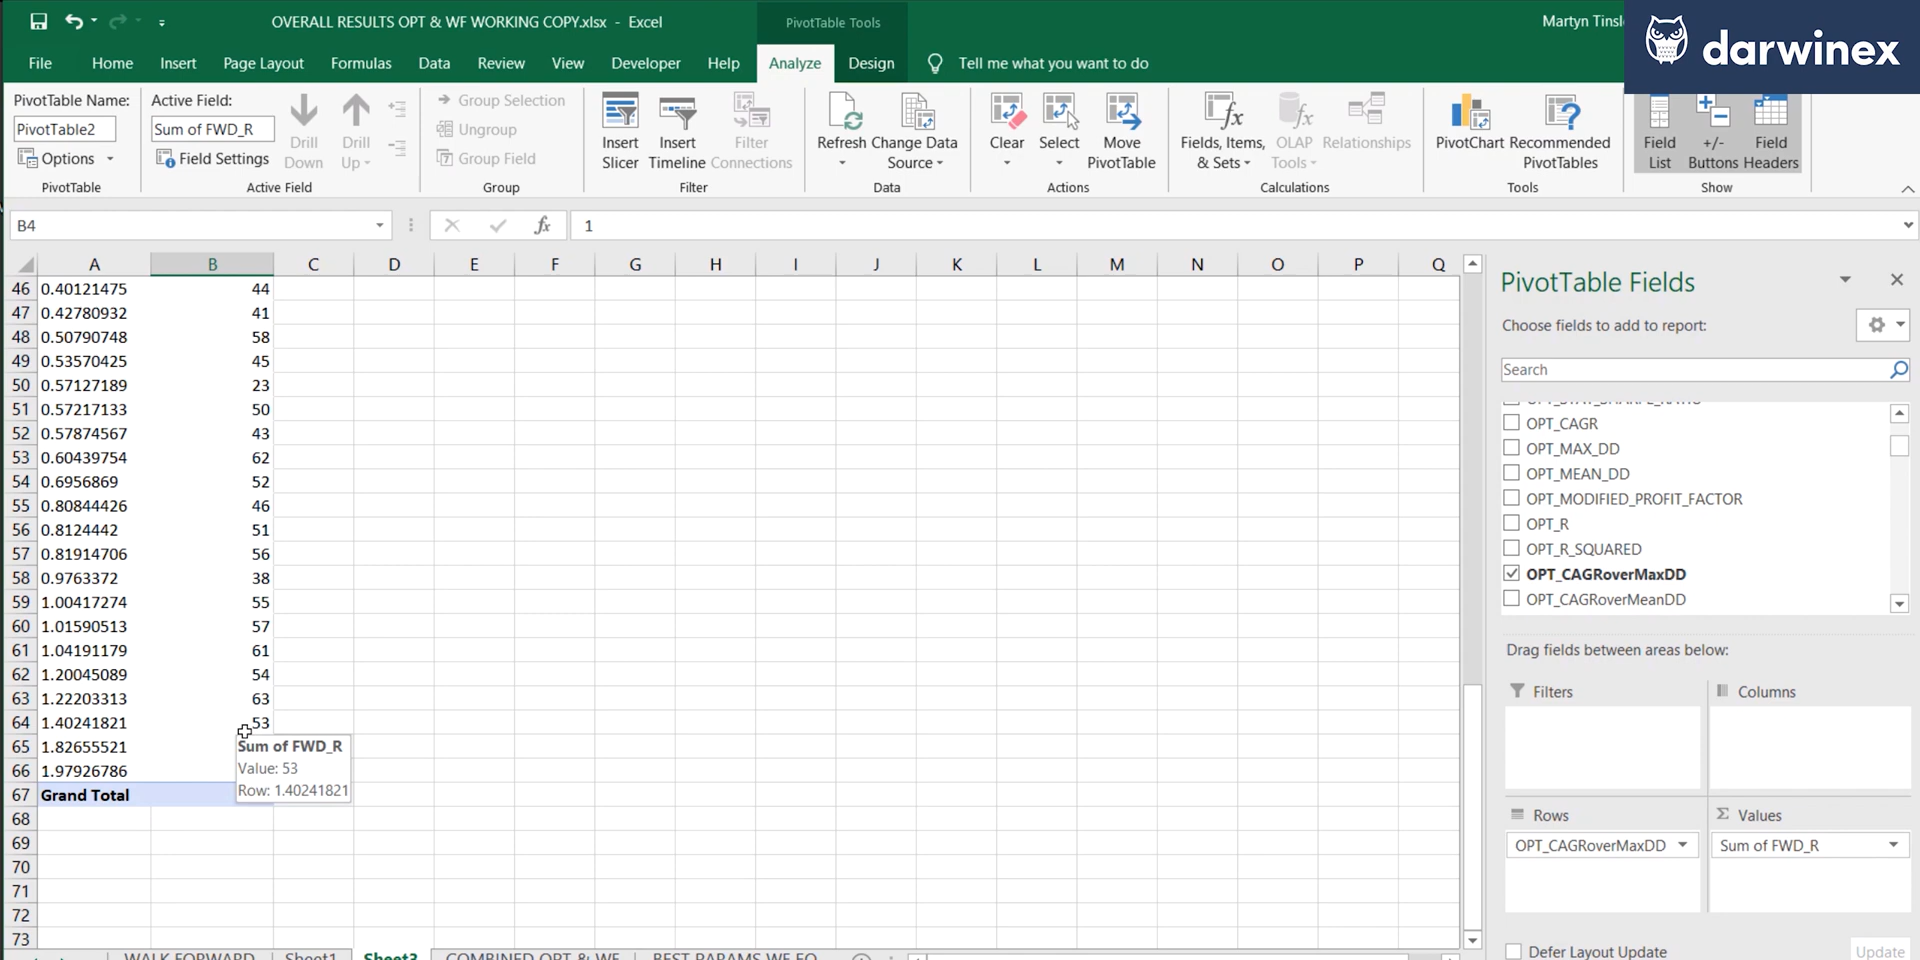 OVERALL RESULTS OPT & WF WORKING COPY.xlsx - Excel
PivotTable Tools
Martyn Tinsl
darwinex
File Home Insert Page Layout Formulas Data Review View Developer Help Analyze Design Tell me what you want to do
PivotTable Name:
PivotTable2
Options
PivotTable
Active Field:
Sum of FWD_R
Field Settings
Drill Down
Drill Up
Active Field
Group Selection
Ungroup
Group Field
Group
Insert Slicer
Insert Timeline
Filter Connections
Filter
Refresh
Change Data Source
Data
Clear
Select
Move PivotTable
Actions
Fields, Items, & Sets
OLAP Tools
Relationships
Calculations
PivotChart
Recommended PivotTables
Tools
Field List
+/- Buttons
Field Headers
Show
B4
fx
1
A B C D E F G H I J K L M N O P Q
46 0.40121475 44
47 0.42780932 41
48 0.50790748 58
49 0.53570425 45
50 0.57127189 23
51 0.57217133 50
52 0.57874567 43
53 0.60439754 62
54 0.6956869 52
55 0.80844426 46
56 0.8124442 51
57 0.81914706 56
58 0.9763372 38
59 1.00417274 55
60 1.01590513 57
61 1.04191179 61
62 1.20045089 54
63 1.22203313 63
64 1.40241821 53
65 1.82655521
66 1.97926786
67 Grand Total
68
69
70
71
72
73
Sum of FWD_R
Value: 53
Row: 1.40241821
WALK FORWARD Sheet1 Sheet3 COMBINED OPT & WF BEST PARAMS WF EQ
PivotTable Fields
Choose fields to add to report:
Search
OPT_CAGR
OPT_MAX_DD
OPT_MEAN_DD
OPT_MODIFIED_PROFIT_FACTOR
OPT_R
OPT_R_SQUARED
OPT_CAGRoverMaxDD
OPT_CAGRoverMeanDD
Drag fields between areas below:
Filters
Columns
Rows
Σ Values
OPT_CAGRoverMaxDD
Sum of FWD_R
Defer Layout Update
Update